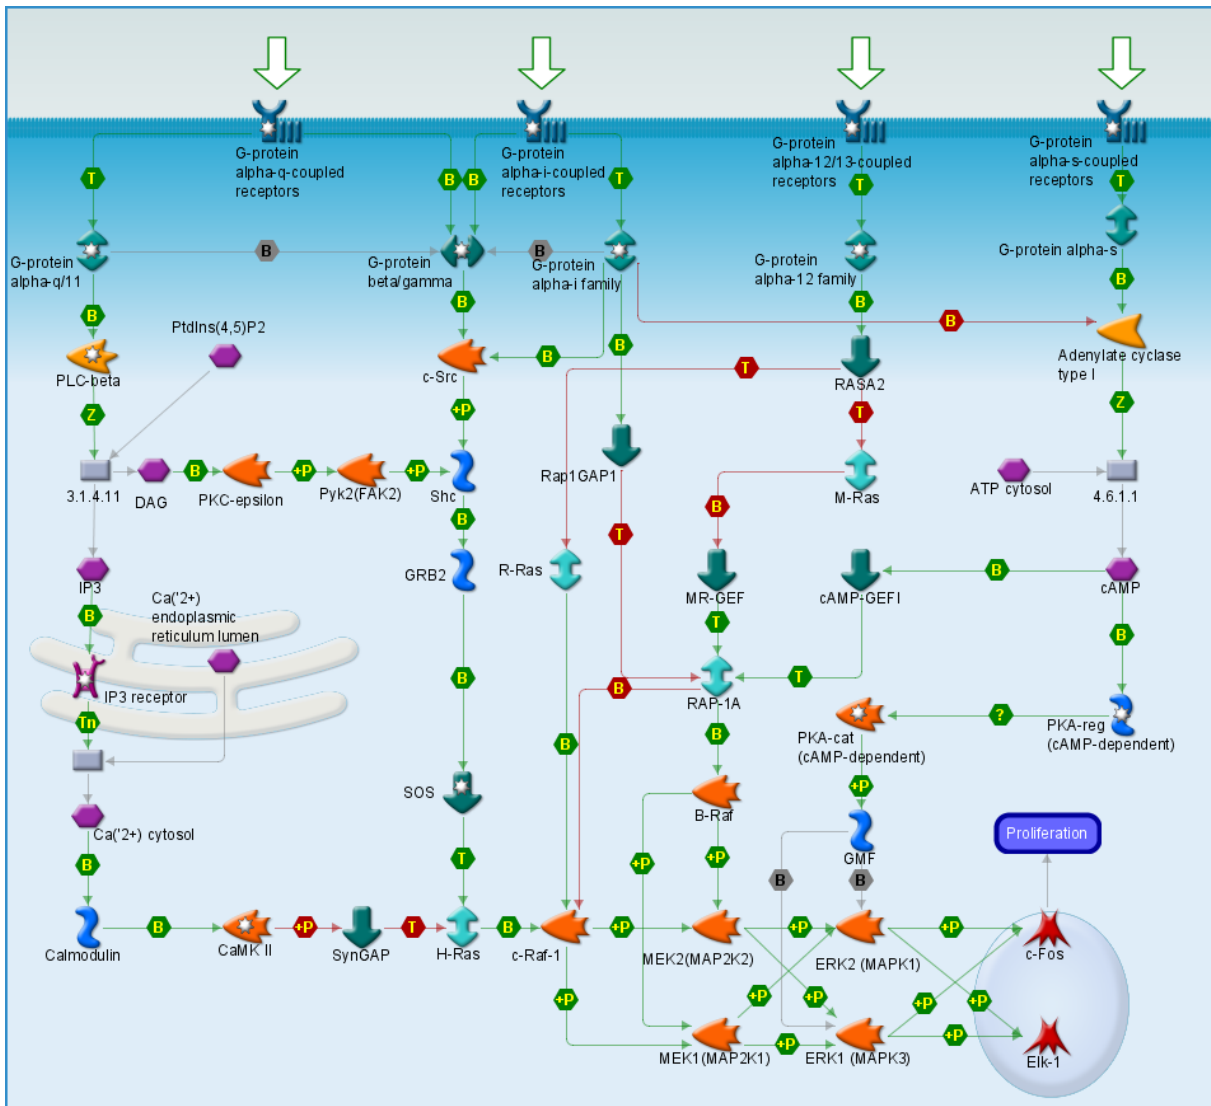 G-protein
alpha-q-coupled
receptors
G-protein
alpha-i-coupled
receptors
G-protein
alpha-12/13-coupled
receptors
G-protein
alpha-s-coupled
receptors
T
B
B
T
T
T
B
B
G-protein
alpha-q/11
G-protein
beta/gamma
G-protein
alpha-i family
G-protein
alpha-12 family
G-protein alpha-s
B
B
B
B
B
B
B
PtdIns(4,5)P2
PLC-beta
c-Src
RASA2
Adenylate cyclase
type I
T
Z
+P
T
Z
3.1.4.11
DAG
B
PKC-epsilon
+P
Pyk2(FAK2)
+P
Shc
Rap1GAP1
M-Ras
ATP cytosol
4.6.1.1
B
T
B
IP3
GRB2
R-Ras
MR-GEF
cAMP-GEFI
B
cAMP
Ca('2+)
endoplasmic
reticulum lumen
B
T
B
IP3 receptor
B
B
RAP-1A
T
Tn
B
B
PKA-cat
(cAMP-dependent)
?
PKA-reg
(cAMP-dependent)
Ca('2+) cytosol
SOS
B-Raf
+P
GMF
Proliferation
B
T
+P
+P
B
B
Calmodulin
B
CaMK II
+P
SynGAP
T
H-Ras
B
c-Raf-1
+P
MEK2(MAP2K2)
+P
ERK2 (MAPK1)
+P
c-Fos
+P
+P
+P
+P
+P
MEK1(MAP2K1)
+P
ERK1 (MAPK3)
+P
Elk-1